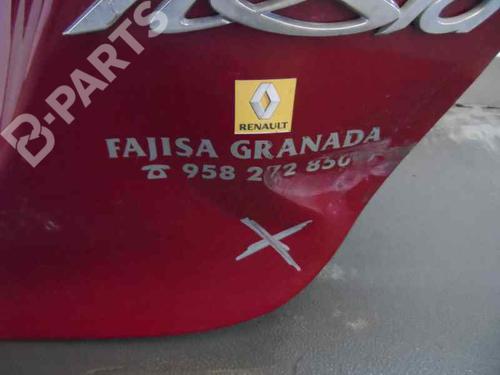 B-PARTS
RENAULT
FAJISA GRANADA
☎ 958 272 850